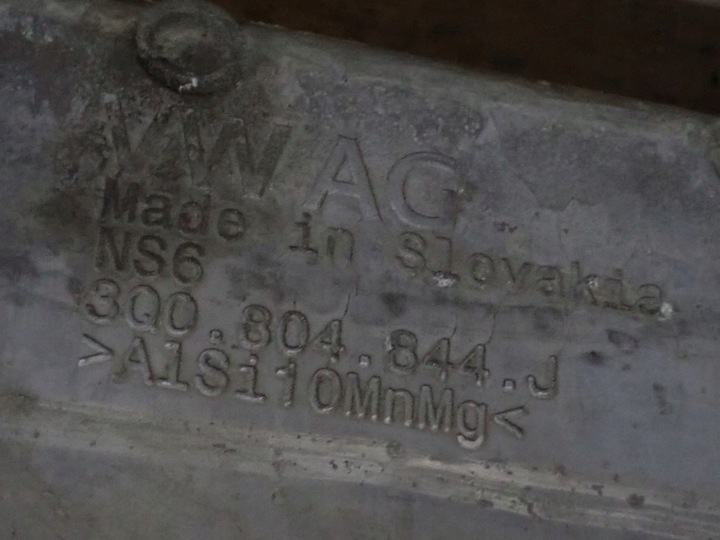 VW AG
Made in Slovakia
NS6
3Q0.804.844.J
>AlSi10MnMg<